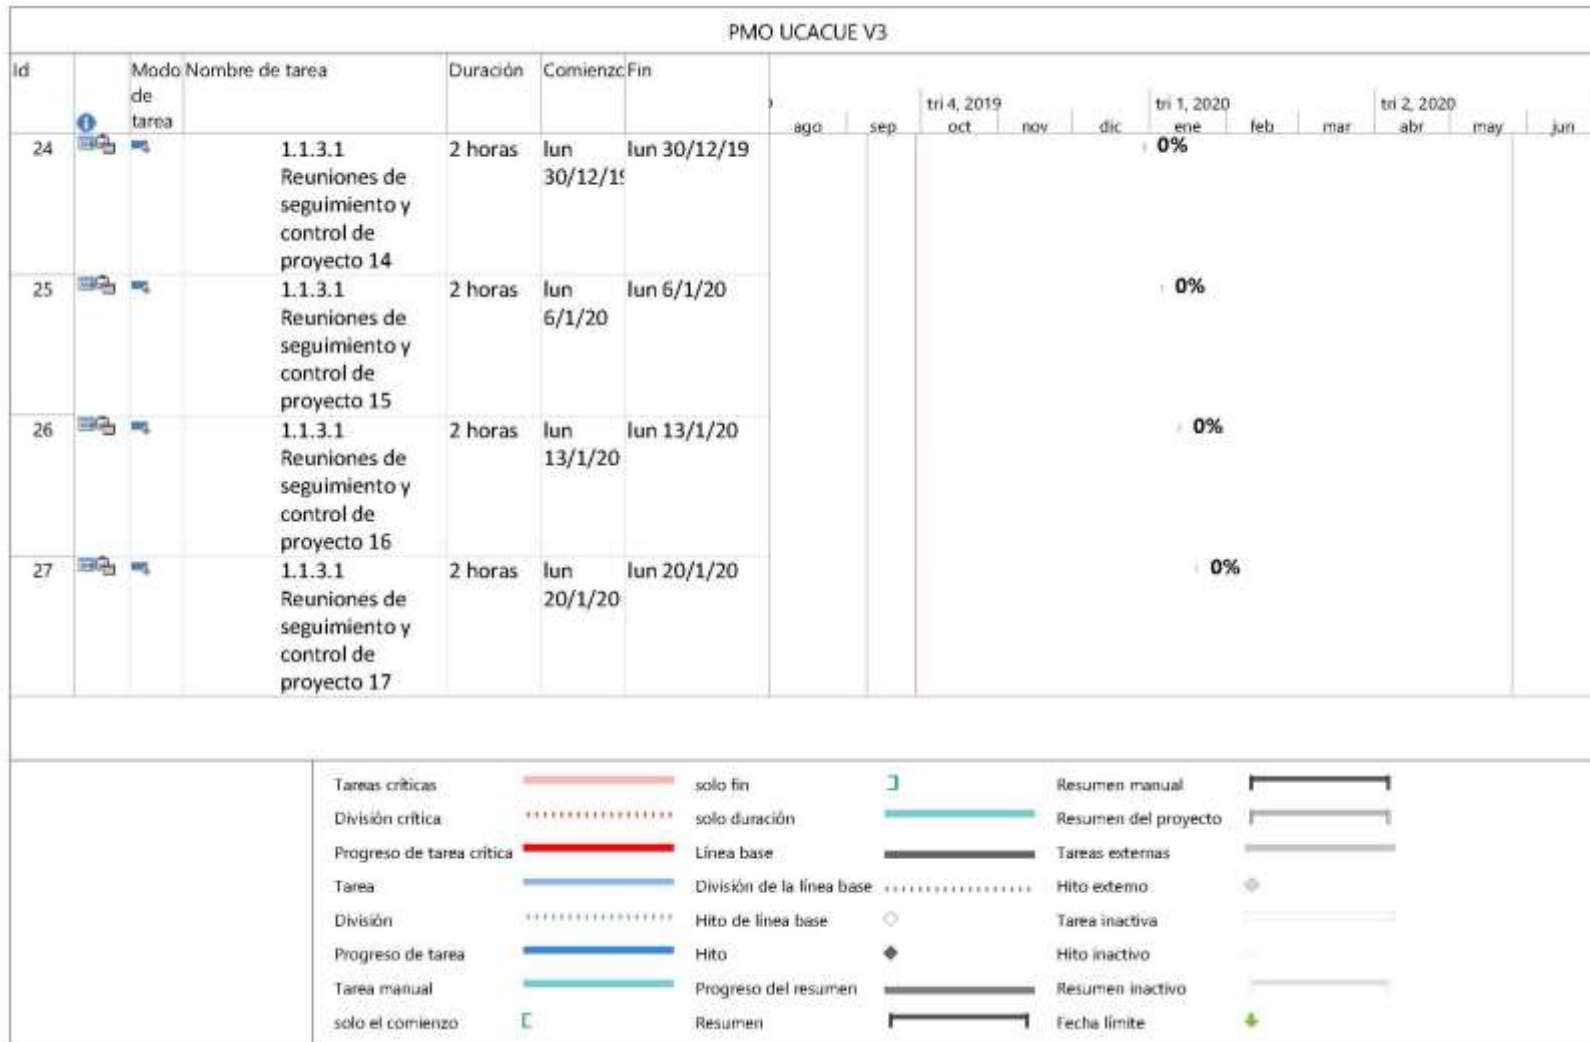 PMO UCACUE V3
Id
Modo de tarea
Nombre de tarea
Duración
Comienzo
Fin
tri 4, 2019
tri 1, 2020
tri 2, 2020
ago
sep
oct
nov
dic
ene
feb
mar
abr
may
jun
24
1.1.3.1
Reuniones de
seguimiento y
control de
proyecto 14
2 horas
lun
30/12/19
lun 30/12/19
0%
25
1.1.3.1
Reuniones de
seguimiento y
control de
proyecto 15
2 horas
lun
6/1/20
lun 6/1/20
0%
26
1.1.3.1
Reuniones de
seguimiento y
control de
proyecto 16
2 horas
lun
13/1/20
lun 13/1/20
0%
27
1.1.3.1
Reuniones de
seguimiento y
control de
proyecto 17
2 horas
lun
20/1/20
lun 20/1/20
0%
Tareas críticas
División crítica
Progreso de tarea crítica
Tarea
División
Progreso de tarea
Tarea manual
solo el comienzo
solo fin
solo duración
Línea base
División de la línea base
Hito de línea base
Hito
Progreso del resumen
Resumen
Resumen manual
Resumen del proyecto
Tareas externas
Hito externo
Tarea inactiva
Hito inactivo
Resumen inactivo
Fecha límite